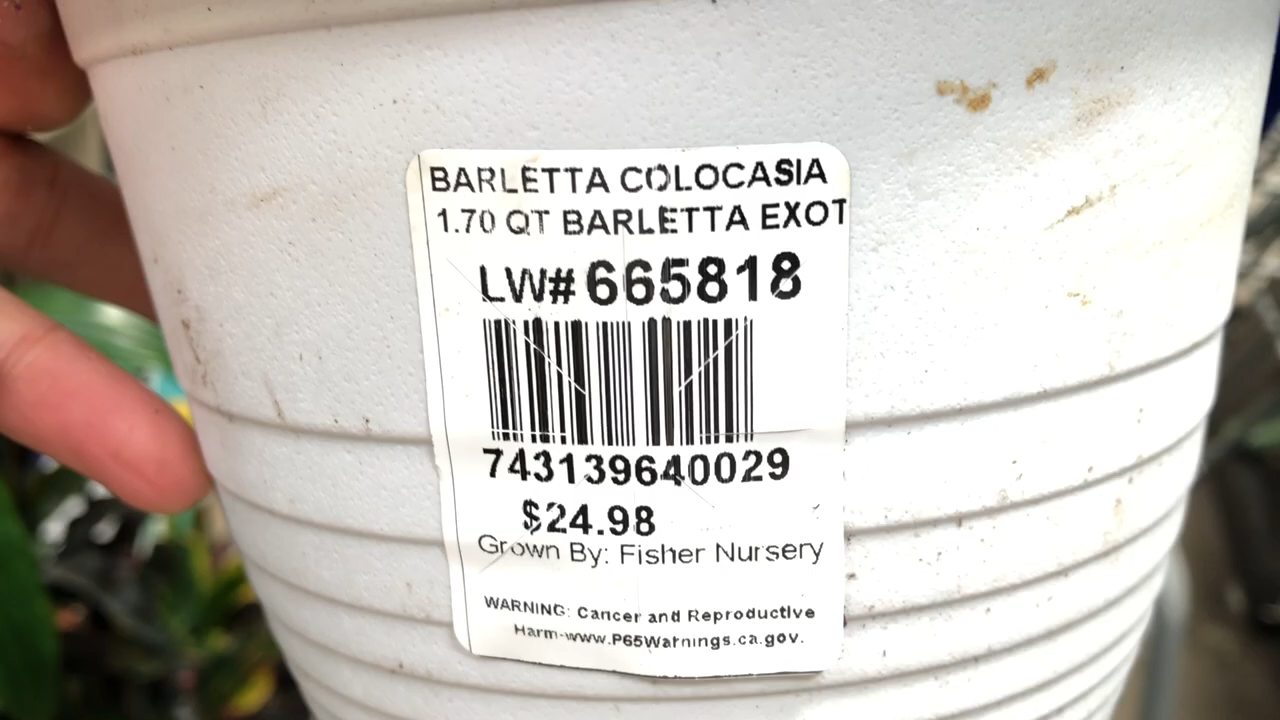 BARLETTA COLOCASIA
1.70 QT BARLETTA EXOT
LW# 665818
743139640029
$24.98
Grown By: Fisher Nursery
WARNING: Cancer and Reproductive
Harm-www.P65Warnings.ca.gov.